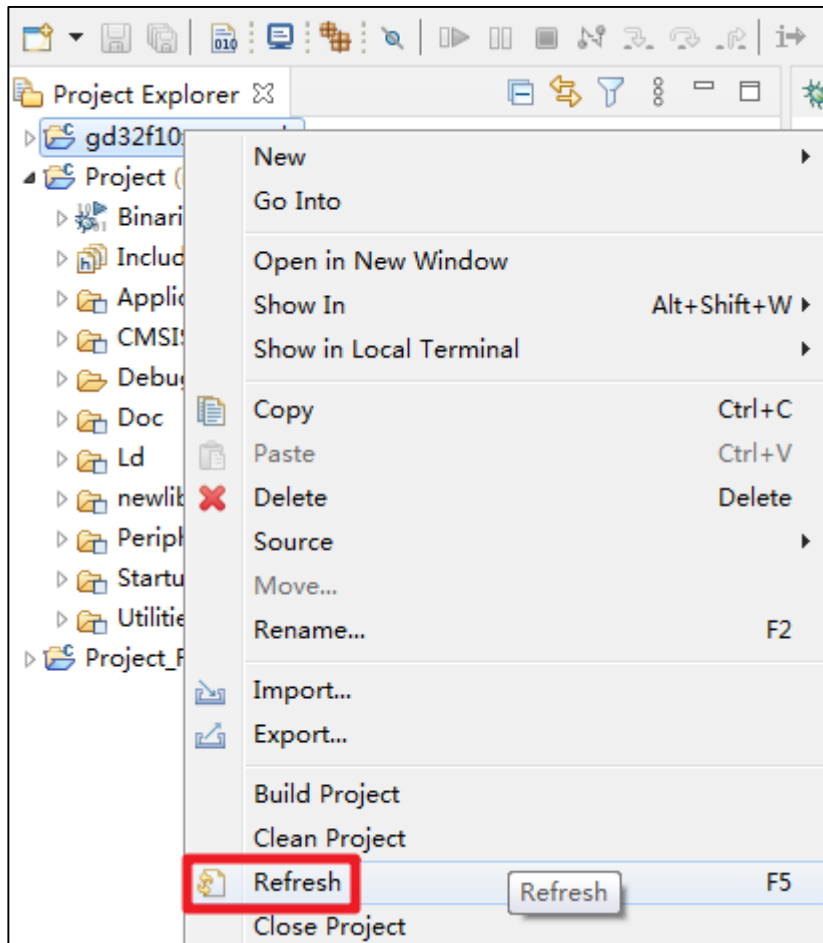 010
Project Explorer
gd32f10
Project (
Binari
Includ
Applic
CMSIS
Debug
Doc
Ld
newlib
Periph
Startu
Utilitie
Project_F
New
Go Into
Open in New Window
Show In Alt+Shift+W
Show in Local Terminal
Copy Ctrl+C
Paste Ctrl+V
Delete Delete
Source
Move...
Rename... F2
Import...
Export...
Build Project
Clean Project
Refresh F5
Refresh
Close Project